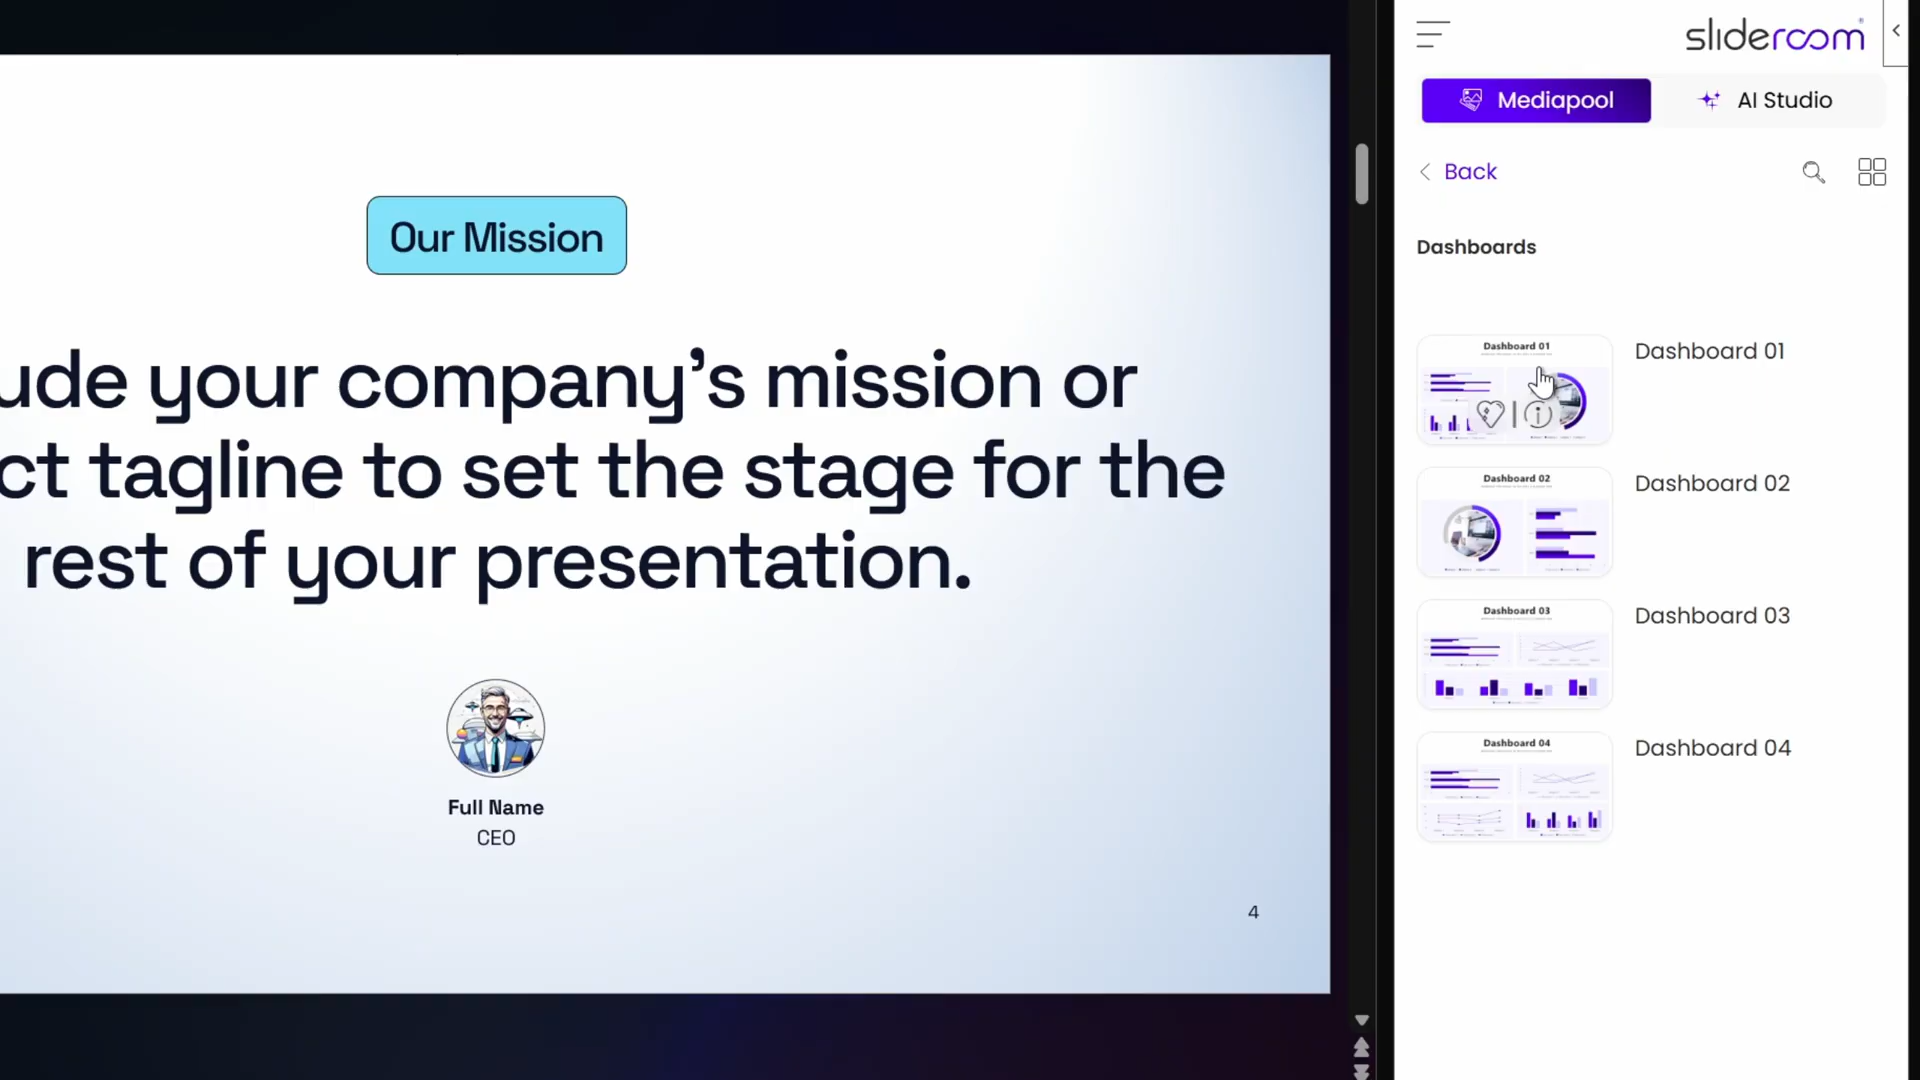 Our Mission
ude your company's mission or
ct tagline to set the stage for the
rest of your presentation.
Full Name
CEO
4
slideroom
Mediapool
AI Studio
Back
Dashboards
Dashboard 01
Dashboard 01
Dashboard 02
Dashboard 02
Dashboard 03
Dashboard 03
Dashboard 04
Dashboard 04